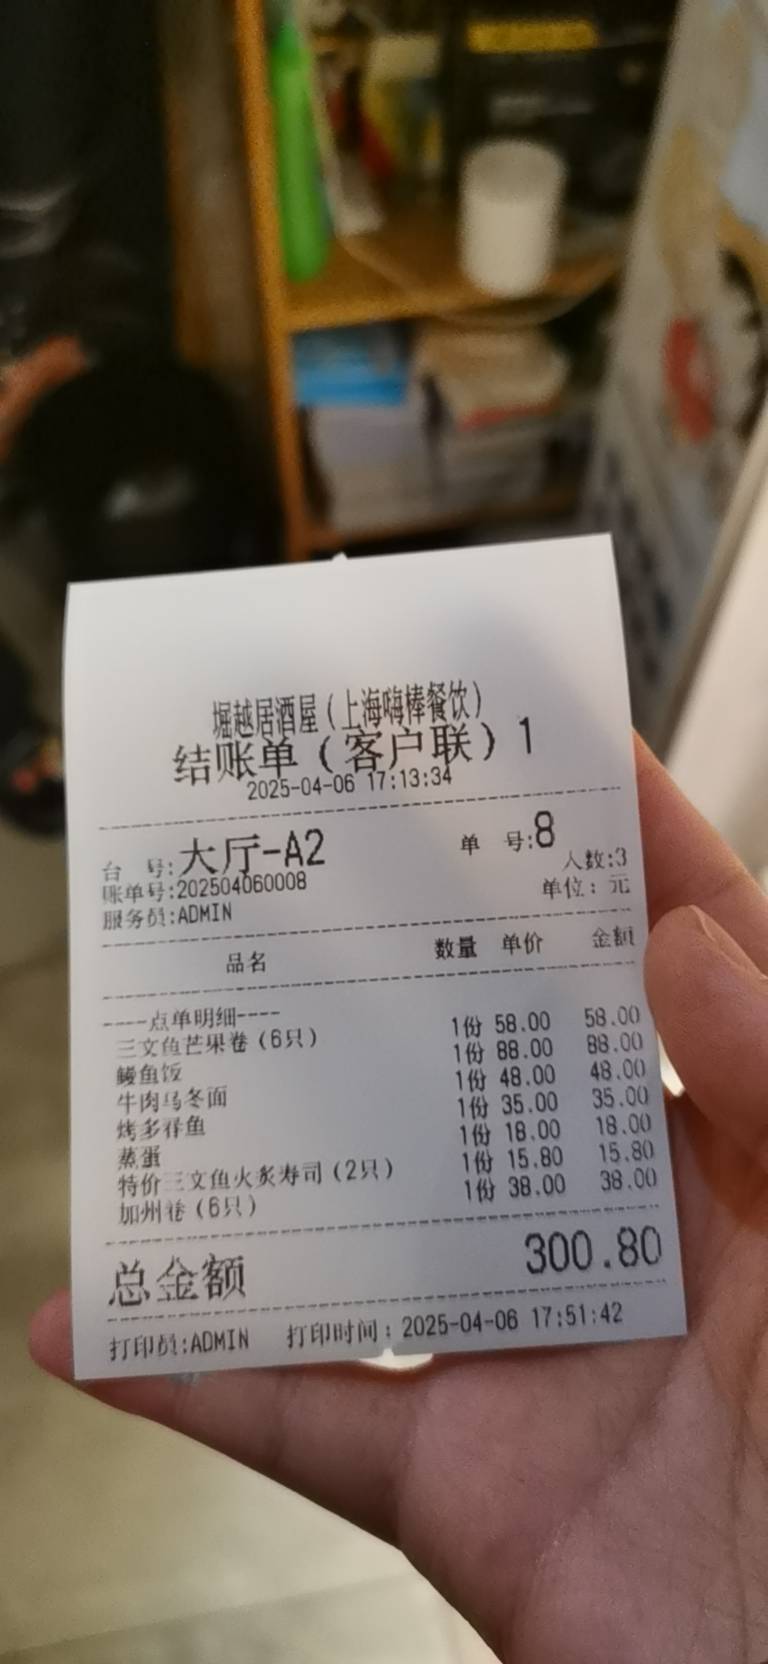 堀越居酒屋(上海嗨棒餐饮)
结账单(客户联)1
2025-04-06 17:13:34
台 号:大厅-A2 单 号:8
账单号:202504060008 人数:3
服务员:ADMIN 单位: 元
品名 数量 单价 金额
----点单明细----
三文鱼芒果卷(6只) 1份 58.00 58.00
鳗鱼饭 1份 88.00 88.00
牛肉乌冬面 1份 48.00 48.00
烤多春鱼 1份 35.00 35.00
蒸蛋 1份 18.00 18.00
特价三文鱼火炙寿司(2只) 1份 15.80 15.80
加州卷(6只) 1份 38.00 38.00
总金额 300.80
打印员:ADMIN 打印时间:2025-04-06 17:51:42